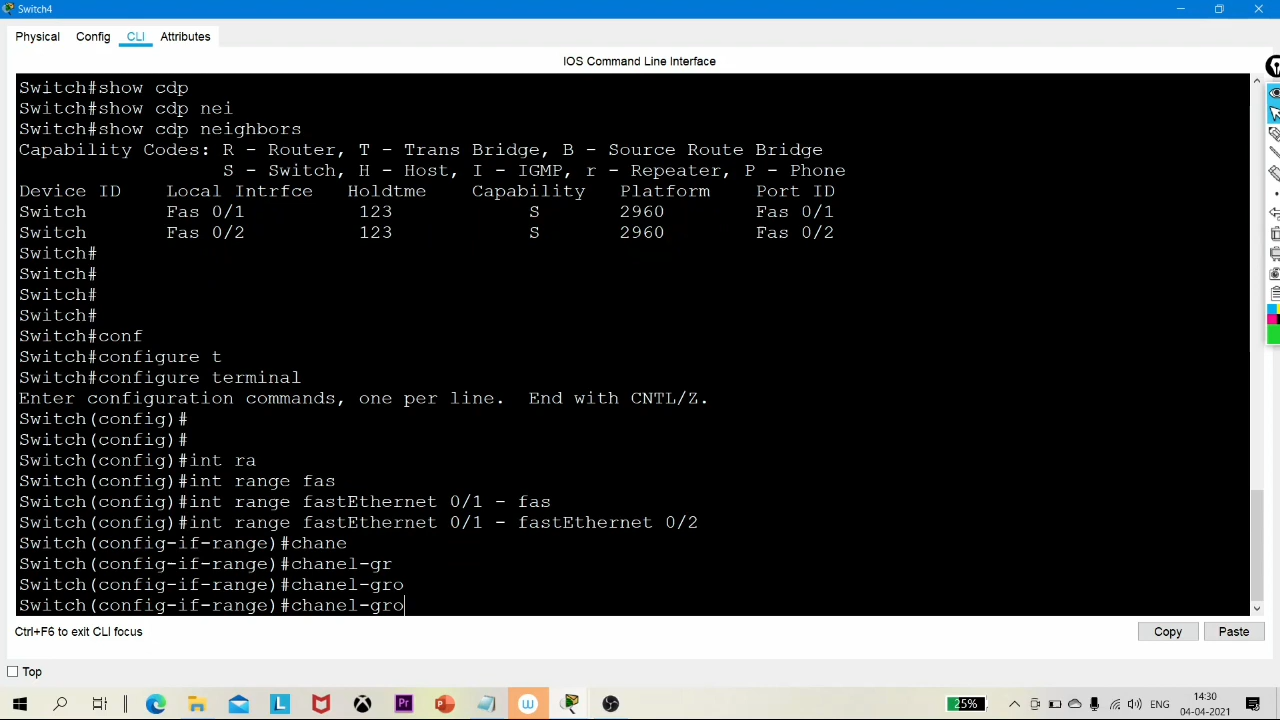 Switch4
Physical Config CLI Attributes
IOS Command Line Interface
Switch#show cdp
Switch#show cdp nei
Switch#show cdp neighbors
Capability Codes: R - Router, T - Trans Bridge, B - Source Route Bridge
S - Switch, H - Host, I - IGMP, r - Repeater, P - Phone
Device ID Local Intrfce Holdtme Capability Platform Port ID
Switch Fas 0/1 123 S 2960 Fas 0/1
Switch Fas 0/2 123 S 2960 Fas 0/2
Switch#
Switch#
Switch#
Switch#
Switch#conf
Switch#configure t
Switch#configure terminal
Enter configuration commands, one per line. End with CNTL/Z.
Switch(config)#
Switch(config)#
Switch(config)#int ra
Switch(config)#int range fas
Switch(config)#int range fastEthernet 0/1 - fas
Switch(config)#int range fastEthernet 0/1 - fastEthernet 0/2
Switch(config-if-range)#chane
Switch(config-if-range)#chanel-gr
Switch(config-if-range)#chanel-gro
Switch(config-if-range)#chanel-gro
Ctrl+F6 to exit CLI focus
Copy Paste
Top
L Pr P W 25% ENG 14:30
04-04-2021